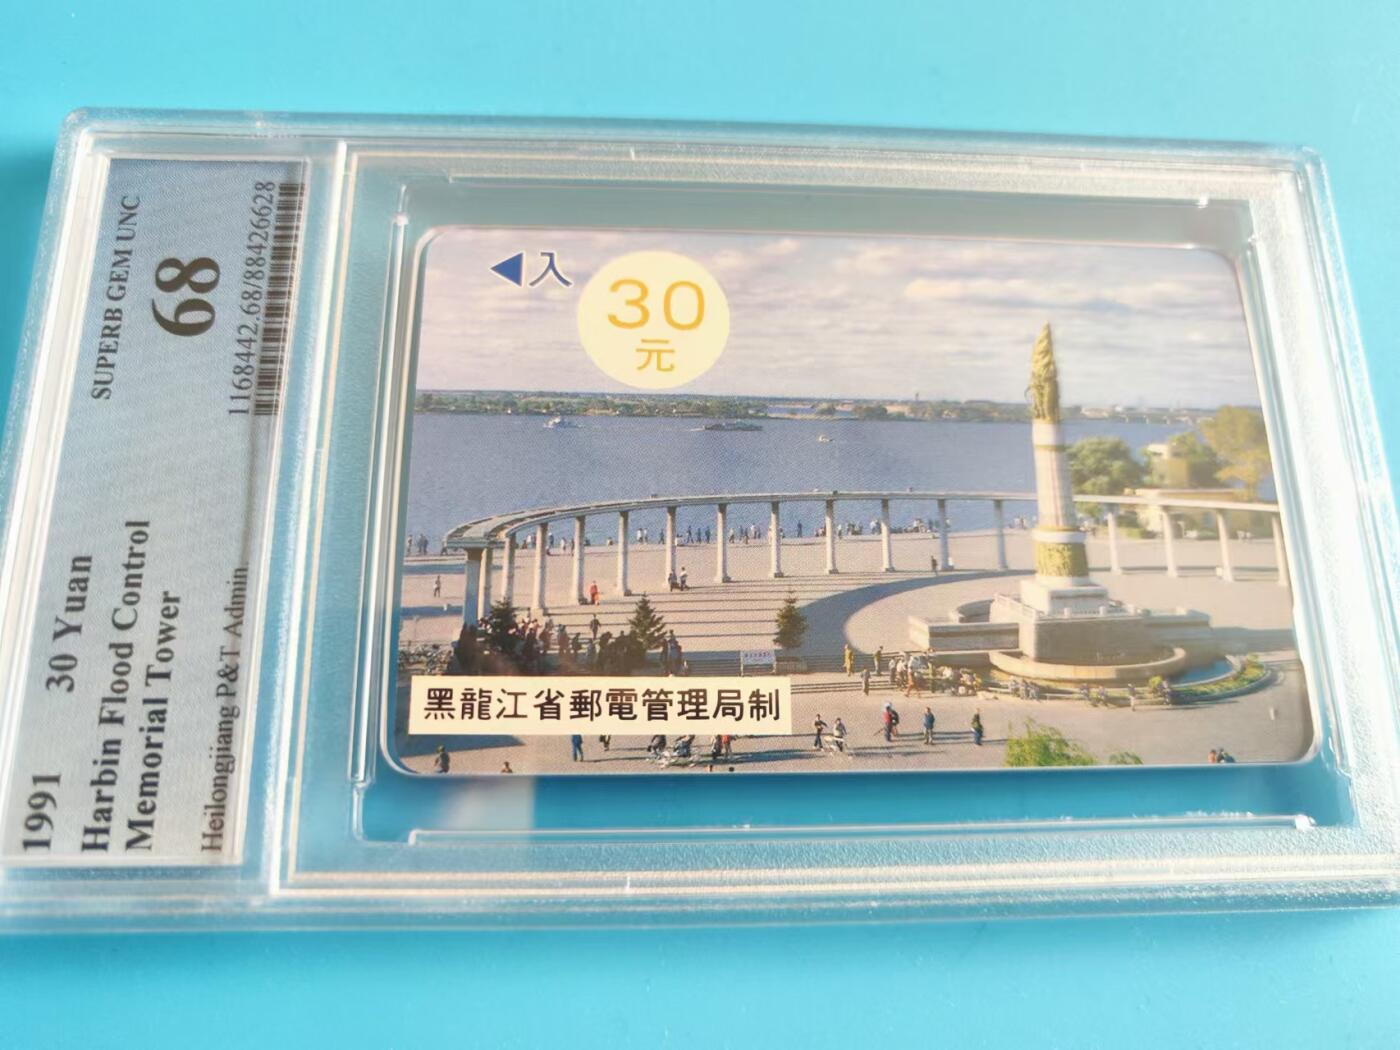 1991
30 Yuan
SUPERB GEM UNC
Harbin Flood Control
68
Memorial Tower
Heilongjiang P&T Admin.
1168442.68/88426628
入
30
元
黑龍江省郵電管理局制